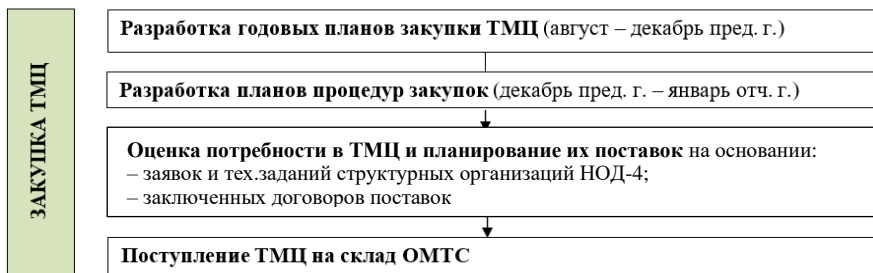 ЗАКУПКА ТМЦ
Разработка годовых планов закупки ТМЦ (август – декабрь пред. г.)
Разработка планов процедур закупок (декабрь пред. г. – январь отч. г.)
Оценка потребности в ТМЦ и планирование их поставок на основании:
– заявок и тех.заданий структурных организаций НОД-4;
– заключенных договоров поставок
Поступление ТМЦ на склад ОМТС